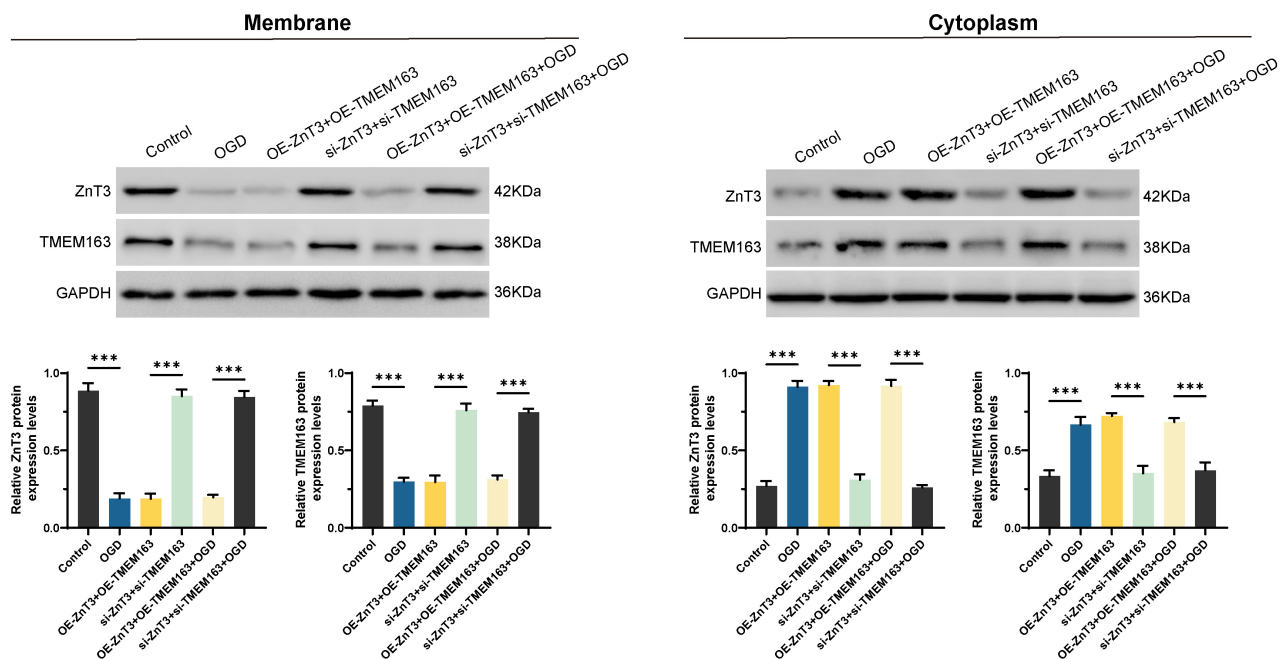 Membrane
Control
OGD
OE-ZnT3+OE-TMEM163
si-ZnT3+si-TMEM163
OE-ZnT3+OE-TMEM163+OGD
si-ZnT3+si-TMEM163+OGD
ZnT3
42KDa
TMEM163
38KDa
GAPDH
36KDa
Relative ZnT3 protein
expression levels
1.0
0.5
0.0
***
***
***
Control
OGD
OE-ZnT3+OE-TMEM163
si-ZnT3+si-TMEM163
OE-ZnT3+OE-TMEM163+OGD
si-ZnT3+si-TMEM163+OGD
Relative TMEM163 protein
expression levels
1.0
0.5
0.0
***
***
***
Control
OGD
OE-ZnT3+OE-TMEM163
si-ZnT3+si-TMEM163
OE-ZnT3+OE-TMEM163+OGD
si-ZnT3+si-TMEM163+OGD
Cytoplasm
Control
OGD
OE-ZnT3+OE-TMEM163
si-ZnT3+si-TMEM163
OE-ZnT3+OE-TMEM163+OGD
si-ZnT3+si-TMEM163+OGD
ZnT3
42KDa
TMEM163
38KDa
GAPDH
36KDa
Relative ZnT3 protein
expression levels
1.0
0.5
0.0
***
***
***
Control
OGD
OE-ZnT3+OE-TMEM163
si-ZnT3+si-TMEM163
OE-ZnT3+OE-TMEM163+OGD
si-ZnT3+si-TMEM163+OGD
Relative TMEM163 protein
expression levels
1.0
0.5
0.0
***
***
***
Control
OGD
OE-ZnT3+OE-TMEM163
si-ZnT3+si-TMEM163
OE-ZnT3+OE-TMEM163+OGD
si-ZnT3+si-TMEM163+OGD